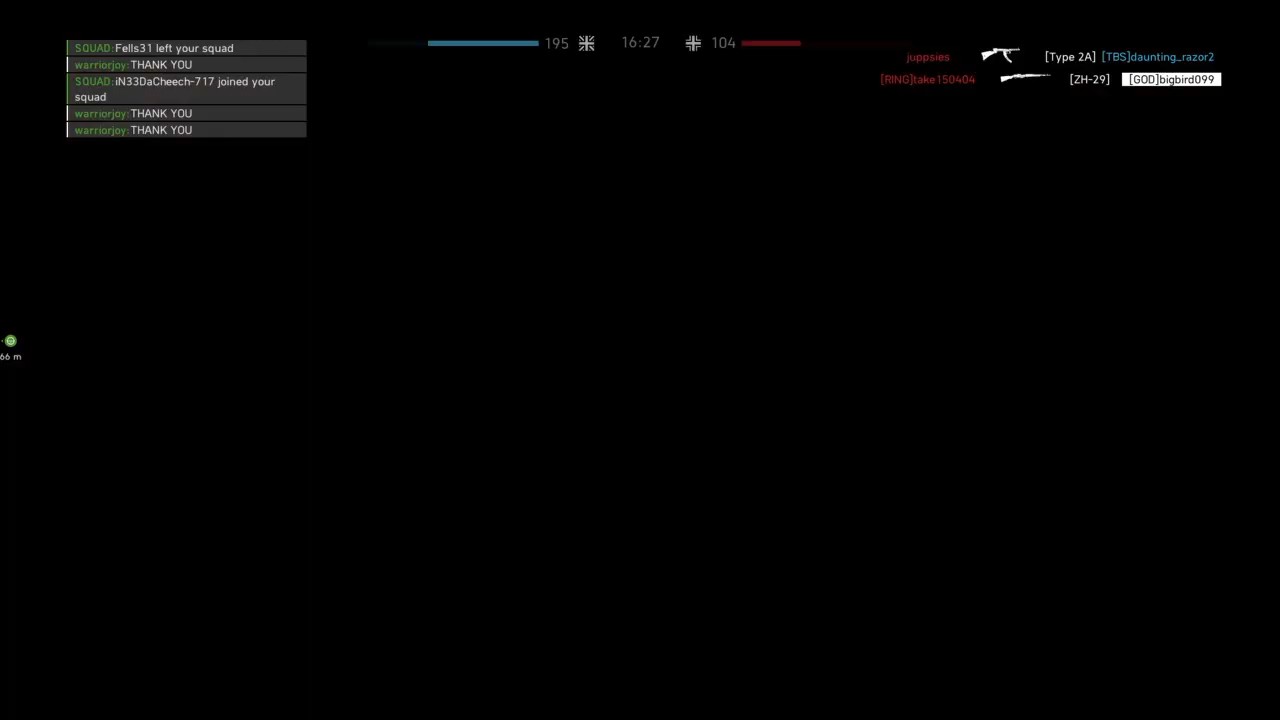 SQUAD:Fells31 left your squad
warriorjoy:THANK YOU
SQUAD:iN33DaCheech-717 joined your
squad
warriorjoy:THANK YOU
warriorjoy:THANK YOU
195 16:27 104
juppsies [Type 2A] [TBS]daunting_razor2
[RING]take150404 [ZH-29] [GOD]bigbird099
66 m